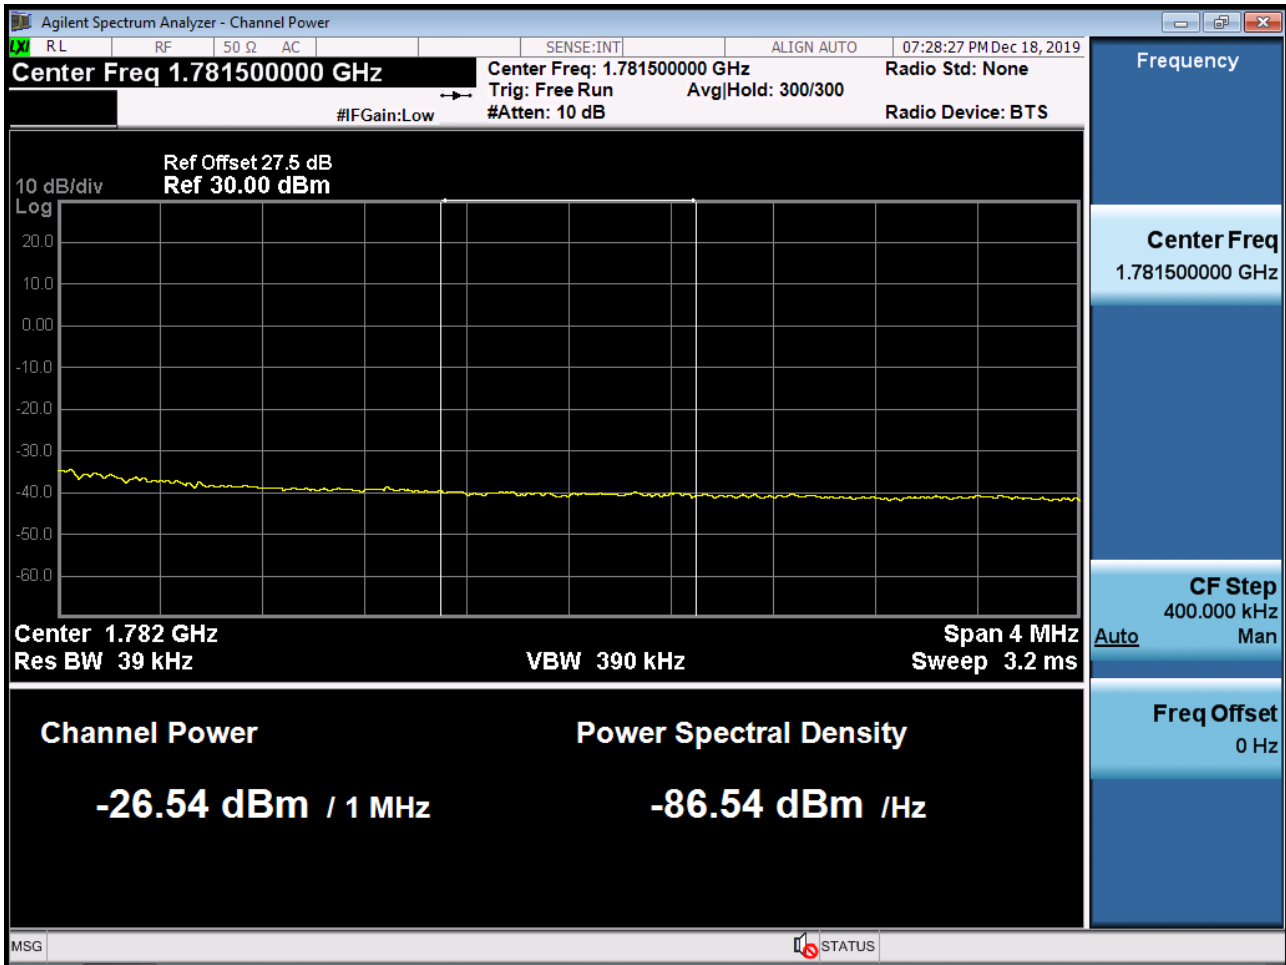 Agilent Spectrum Analyzer - Channel Power
LXI RL RF 50 Ω AC SENSE:INT ALIGN AUTO 07:28:27 PM Dec 18, 2019
Center Freq 1.781500000 GHz
Center Freq: 1.781500000 GHz
Radio Std: None
Trig: Free Run Avg|Hold: 300/300
#IFGain:Low
#Atten: 10 dB
Radio Device: BTS
Ref Offset 27.5 dB
10 dB/div Ref 30.00 dBm
Log
20.0
10.0
0.00
-10.0
-20.0
-30.0
-40.0
-50.0
-60.0
Center 1.782 GHz
Span 4 MHz
Res BW 39 kHz
VBW 390 kHz
Sweep 3.2 ms
Channel Power
Power Spectral Density
-26.54 dBm / 1 MHz
-86.54 dBm /Hz
Frequency
Center Freq
1.781500000 GHz
CF Step
400.000 kHz
Auto Man
Freq Offset
0 Hz
MSG
STATUS